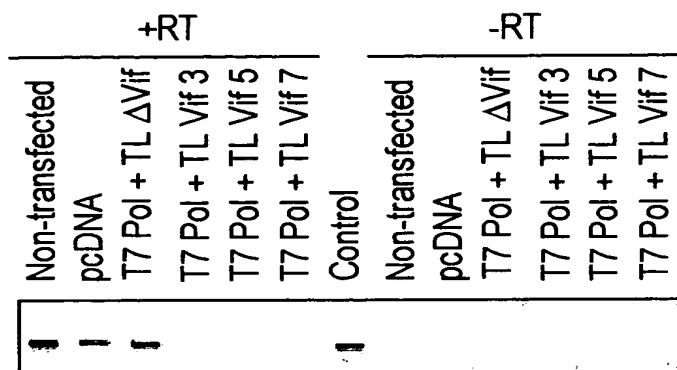 +RT
-RT
Non-transfected
pcDNA
T7 Pol + TL ΔVif
T7 Pol + TL Vif 3
T7 Pol + TL Vif 5
T7 Pol + TL Vif 7
Control
Non-transfected
pcDNA
T7 Pol + TL ΔVif
T7 Pol + TL Vif 3
T7 Pol + TL Vif 5
T7 Pol + TL Vif 7